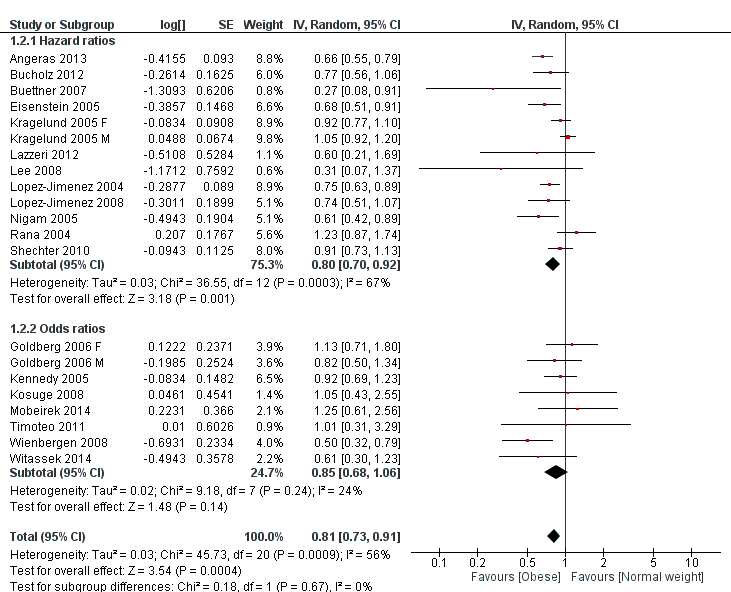 Study or Subgroup log[] SE Weight IV, Random, 95% CI IV, Random, 95% CI
1.2.1 Hazard ratios
Angeras 2013 -0.4155 0.093 8.8% 0.66 [0.55, 0.79]
Bucholz 2012 -0.2614 0.1625 6.0% 0.77 [0.56, 1.06]
Buettner 2007 -1.3093 0.6206 0.8% 0.27 [0.08, 0.91]
Eisenstein 2005 -0.3857 0.1468 6.6% 0.68 [0.51, 0.91]
Kragelund 2005 F -0.0834 0.0908 8.9% 0.92 [0.77, 1.10]
Kragelund 2005 M 0.0488 0.0674 9.9% 1.05 [0.92, 1.20]
Lazzeri 2012 -0.5108 0.5284 1.1% 0.60 [0.21, 1.69]
Lee 2008 -1.1712 0.7592 0.6% 0.31 [0.07, 1.37]
Lopez-Jimenez 2004 -0.2877 0.089 9.0% 0.75 [0.63, 0.89]
Lopez-Jimenez 2008 -0.3011 0.1899 5.1% 0.74 [0.51, 1.07]
Nigam 2005 -0.4943 0.1904 5.1% 0.61 [0.42, 0.89]
Rana 2004 0.207 0.1767 5.5% 1.23 [0.87, 1.74]
Shechter 2010 -0.0943 0.1125 8.0% 0.91 [0.73, 1.13]
Subtotal (95% CI) 75.3% 0.80 [0.70, 0.92]
Heterogeneity: Tau² = 0.03; Chi² = 36.55, df = 12 (P = 0.0003); I² = 67%
Test for overall effect: Z = 3.18 (P = 0.001)
1.2.2 Odds ratios
Goldberg 2006 F 0.1222 0.2371 3.9% 1.13 [0.71, 1.80]
Goldberg 2006 M -0.1985 0.2524 3.6% 0.82 [0.50, 1.34]
Kennedy 2005 -0.0834 0.1482 6.5% 0.92 [0.69, 1.23]
Kosuge 2008 0.0461 0.4541 1.4% 1.05 [0.43, 2.55]
Mobeirek 2014 0.2231 0.366 2.1% 1.25 [0.61, 2.56]
Timoteo 2011 0.01 0.6026 0.9% 1.01 [0.31, 3.29]
Wienbergen 2008 -0.6931 0.2334 4.0% 0.50 [0.32, 0.79]
Witassek 2014 -0.4943 0.3578 2.2% 0.61 [0.30, 1.23]
Subtotal (95% CI) 24.7% 0.85 [0.68, 1.06]
Heterogeneity: Tau² = 0.02; Chi² = 9.18, df = 7 (P = 0.24); I² = 24%
Test for overall effect: Z = 1.48 (P = 0.14)
Total (95% CI) 100.0% 0.81 [0.73, 0.91]
Heterogeneity: Tau² = 0.03; Chi² = 45.73, df = 20 (P = 0.0009); I² = 56%
Test for overall effect: Z = 3.54 (P = 0.0004)
Test for subgroup differences: Chi² = 0.18, df = 1 (P = 0.67), I² = 0%
0.1 0.2 0.5 1 2 5 10
Favours [Obese] Favours [Normal weight]